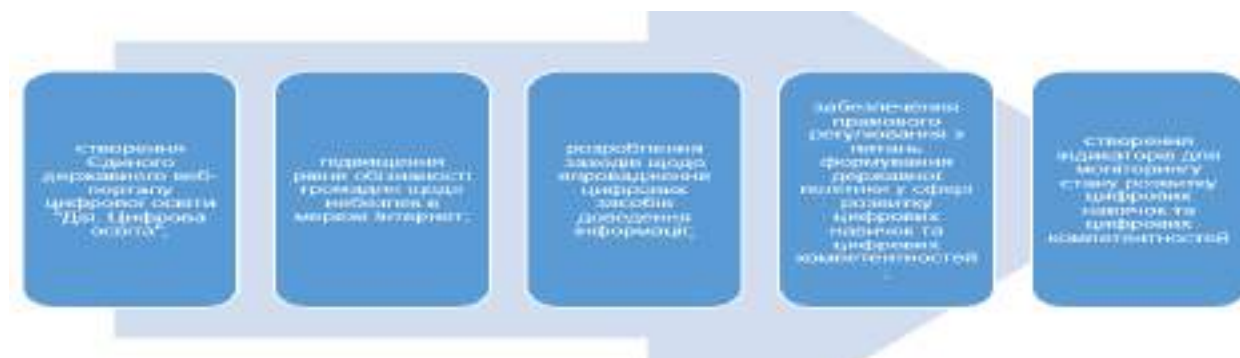 створення
Єдиного
державного веб-
порталу
цифрової освіти
"Дія. Цифрова
освіта";
підвищення
рівня обізнаності
громадян щодо
небезпек в
мережі Інтернет;
розроблення
заходів щодо
впровадження
цифрових
засобів
доведення
інформації;
забезпечення
правового
регулювання з
питань
формування
державної
політики у сфері
розвитку
цифрових
навичок та
цифрових
компетентностей
.
створення
індикаторів для
моніторингу
стану розвитку
цифрових
навичок та
цифрових
компетентностей